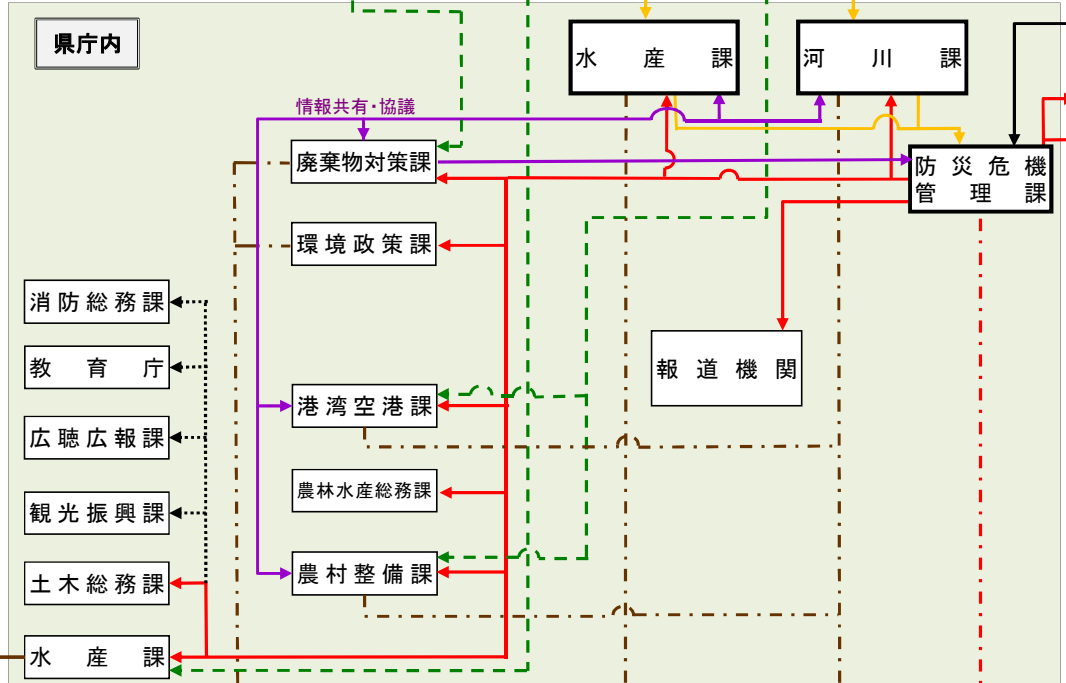 県庁内
水産課
河川課
情報共有・協議
廃棄物対策課
防災危機
管理課
環境政策課
消防総務課
教育庁
報道機関
港湾空港課
広聴広報課
農林水産総務課
観光振興課
農村整備課
土木総務課
水産課